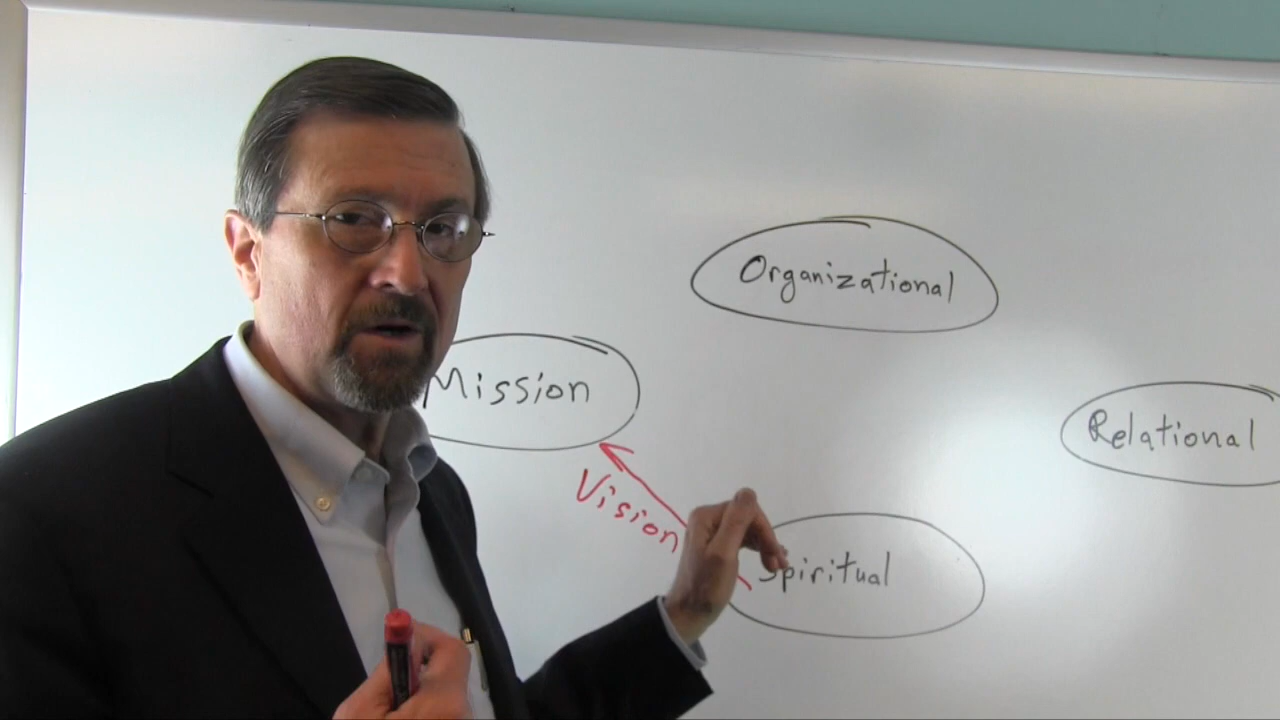 Organizational
Mission
Relational
Vision
Spiritual